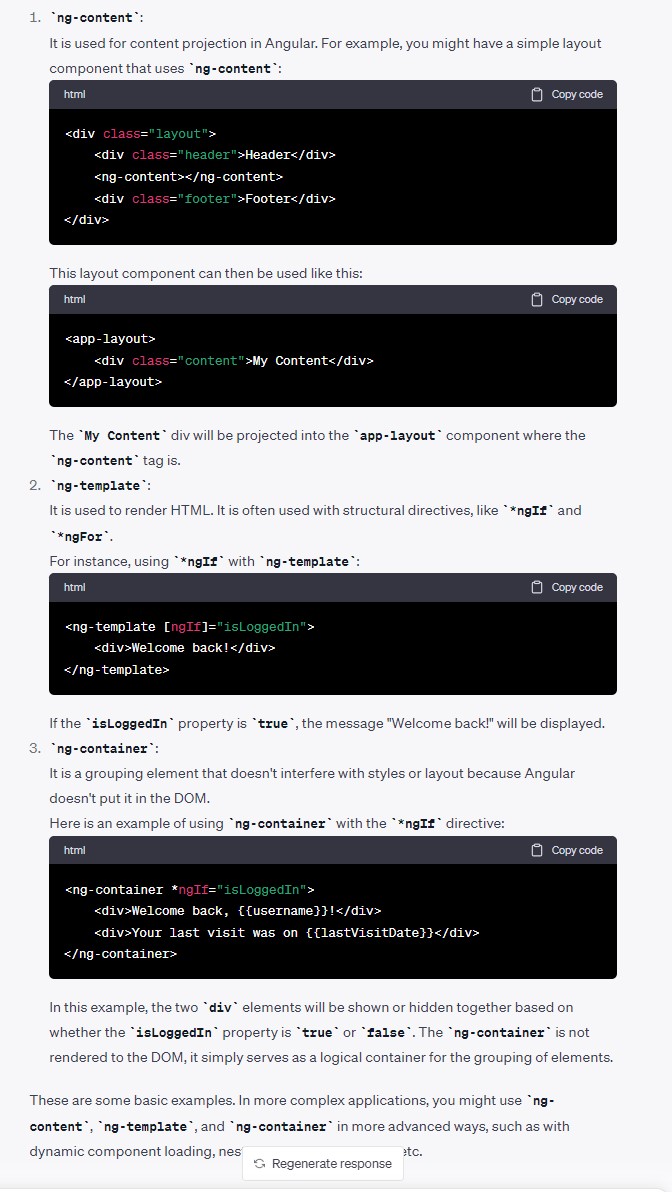 1. `ng-content`:
It is used for content projection in Angular. For example, you might have a simple layout
component that uses `ng-content`:
html Copy code
<div class="layout">
    <div class="header">Header</div>
    <ng-content></ng-content>
    <div class="footer">Footer</div>
</div>
This layout component can then be used like this:
html Copy code
<app-layout>
    <div class="content">My Content</div>
</app-layout>
The `My Content` div will be projected into the `app-layout` component where the
`ng-content` tag is.
2. `ng-template`:
It is used to render HTML. It is often used with structural directives, like `*ngIf` and
`*ngFor`.
For instance, using `*ngIf` with `ng-template`:
html Copy code
<ng-template [ngIf]="isLoggedIn">
    <div>Welcome back!</div>
</ng-template>
If the `isLoggedIn` property is `true`, the message "Welcome back!" will be displayed.
3. `ng-container`:
It is a grouping element that doesn't interfere with styles or layout because Angular
doesn't put it in the DOM.
Here is an example of using `ng-container` with the `*ngIf` directive:
html Copy code
<ng-container *ngIf="isLoggedIn">
    <div>Welcome back, {{username}}!</div>
    <div>Your last visit was on {{lastVisitDate}}</div>
</ng-container>
In this example, the two `div` elements will be shown or hidden together based on
whether the `isLoggedIn` property is `true` or `false`. The `ng-container` is not
rendered to the DOM, it simply serves as a logical container for the grouping of elements.
These are some basic examples. In more complex applications, you might use `ng-
content`, `ng-template`, and `ng-container` in more advanced ways, such as with
dynamic component loading, etc.
Regenerate response